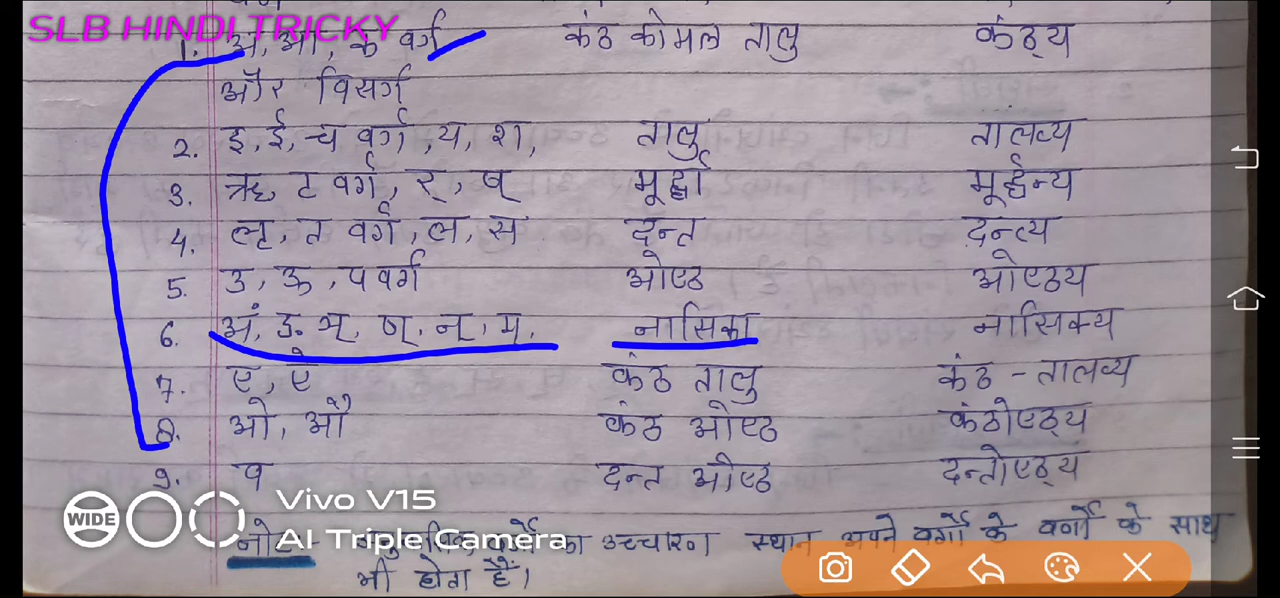 SLB HINDI TRICKY
1. अ, आ, क वर्ग कंठ कोमल तालु कंठ्य
और विसर्ग
2. इ, ई, च वर्ग, य, श, तालु तालव्य
3. ऋ, ट वर्ग, र्, ष् मूर्द्धा मूर्द्धन्य
4. लृ, त वर्ग, ल, स दन्त दन्त्य
5. उ, ऊ, प वर्ग ओष्ठ ओष्ठय
6. अं, ङ ञ्, ण्, न्, म्, नासिका नासिक्य
7. ए, ऐ कंठ तालु कंठ - तालव्य
8. ओ, औ कंठ ओष्ठ कंठोष्ठ्य
9. व दन्त ओष्ठ दन्तोष्ठ्य
WIDE Vivo V15
AI Triple Camera
नोट का उच्चारण स्थान अपने वर्गों के वर्गों के साथ
भी होता है।